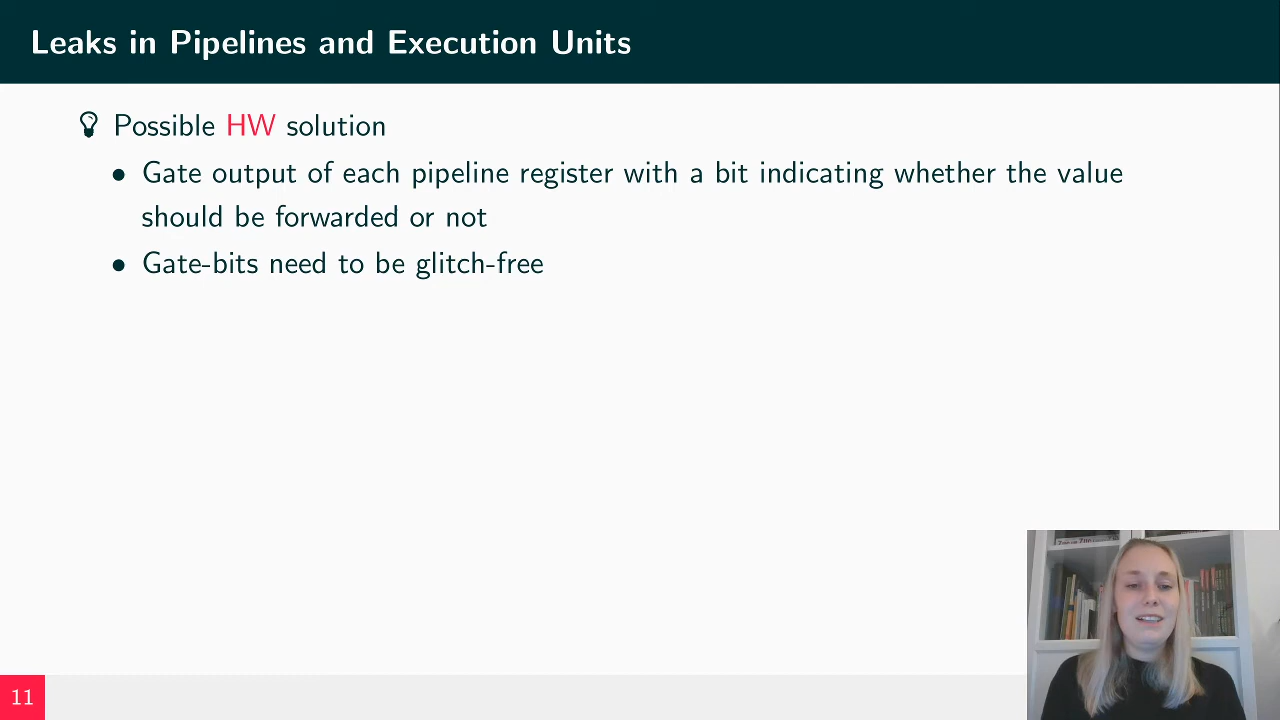 Leaks in Pipelines and Execution Units
Possible HW solution
• Gate output of each pipeline register with a bit indicating whether the value
should be forwarded or not
• Gate-bits need to be glitch-free
11